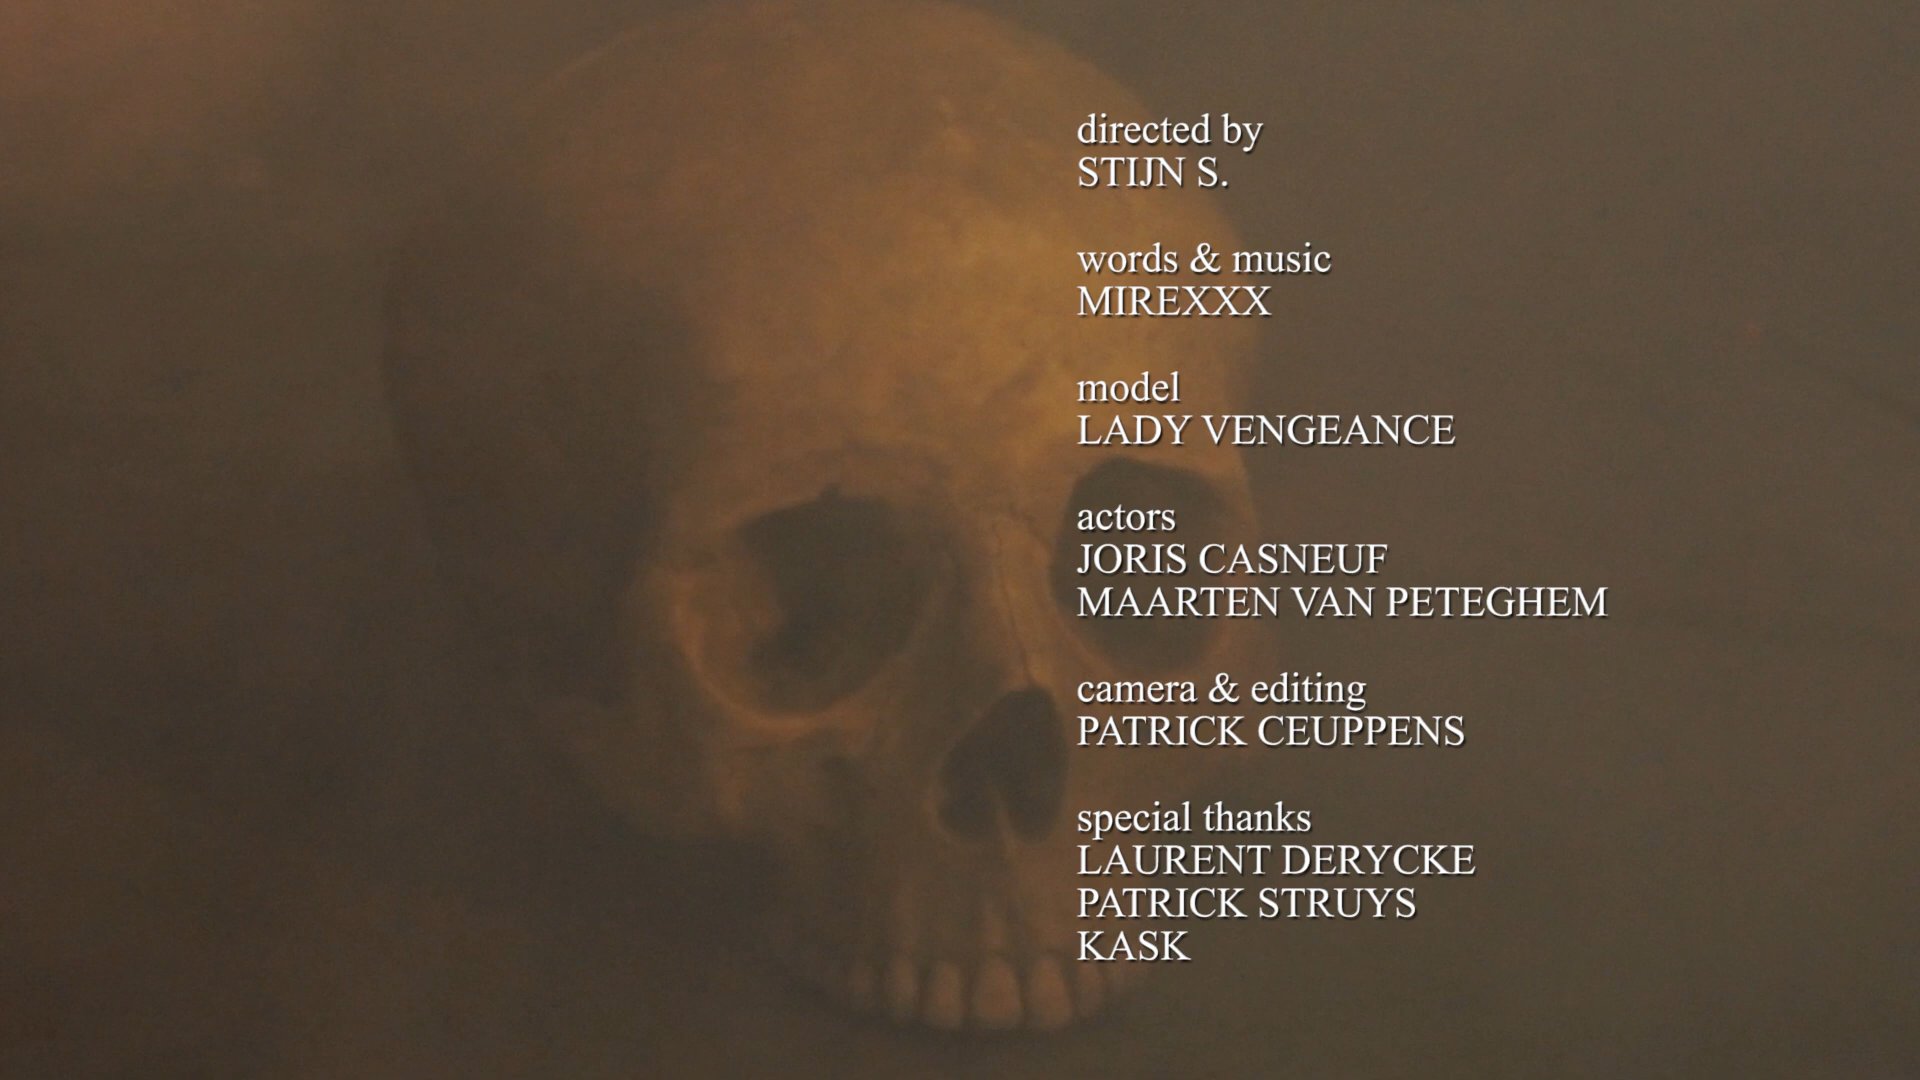 directed by
STIJN S.
words & music
MIREXXX
model
LADY VENGEANCE
actors
JORIS CASNEUF
MAARTEN VAN PETEGHEM
camera & editing
PATRICK CEUPPENS
special thanks
LAURENT DERYCKE
PATRICK STRUYS
KASK